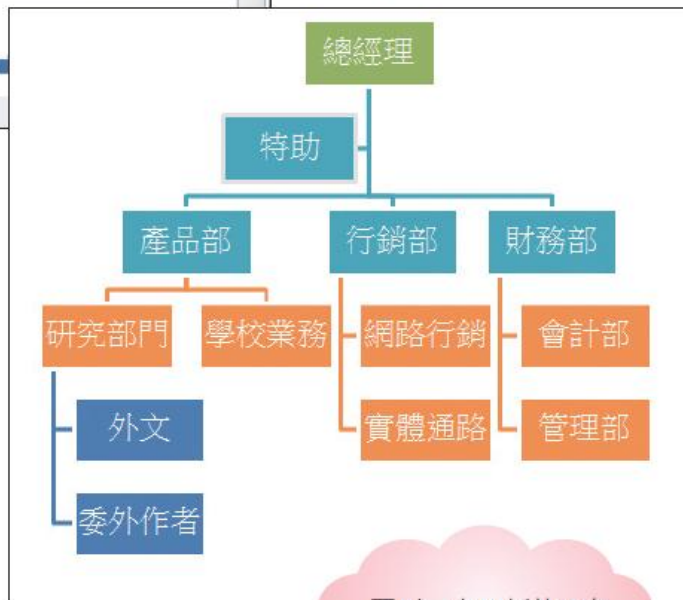 總經理
特助
產品部
行銷部
財務部
研究部門
學校業務
網路行銷
會計部
外文
實體通路
管理部
委外作者